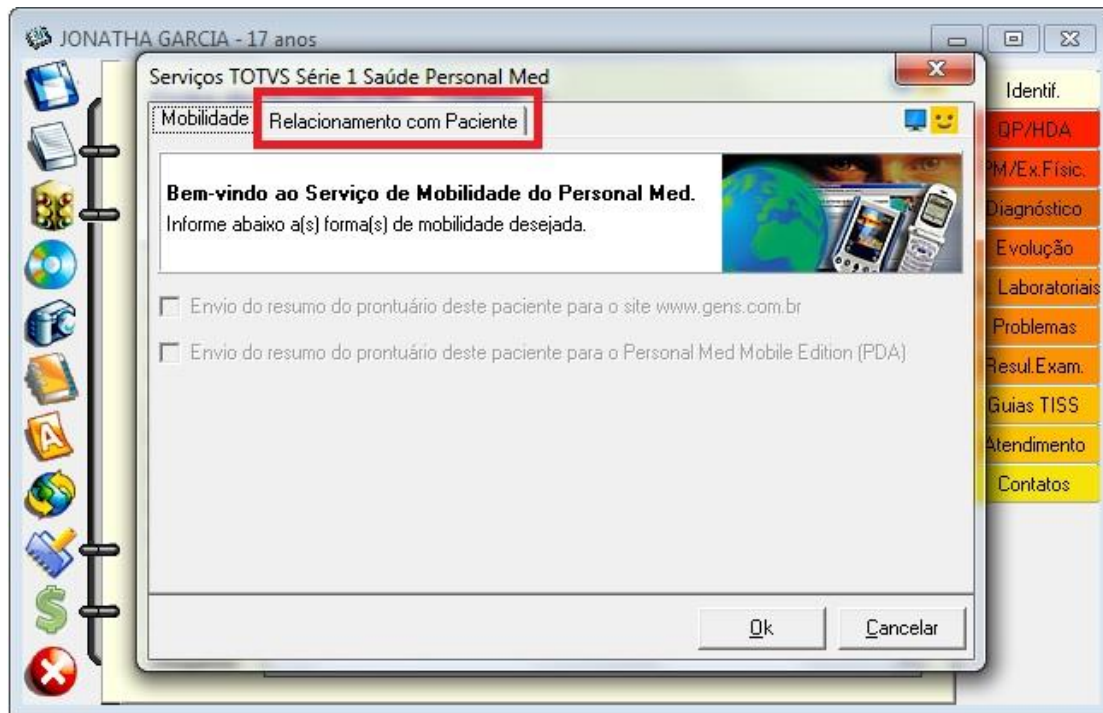 JONATHA GARCIA - 17 anos
Serviços TOTVS Série 1 Saúde Personal Med
Mobilidade
Relacionamento com Paciente
Bem-vindo ao Serviço de Mobilidade do Personal Med.
Informe abaixo a(s) forma(s) de mobilidade desejada.
Envio do resumo do prontuário deste paciente para o site www.gens.com.br
Envio do resumo do prontuário deste paciente para o Personal Med Mobile Edition (PDA)
Ok
Cancelar
Identif.
QP/HDA
PM/Ex.Físic.
Diagnóstico
Evolução
Laboratoriais
Problemas
Resul.Exam.
Guias TISS
Atendimento
Contatos